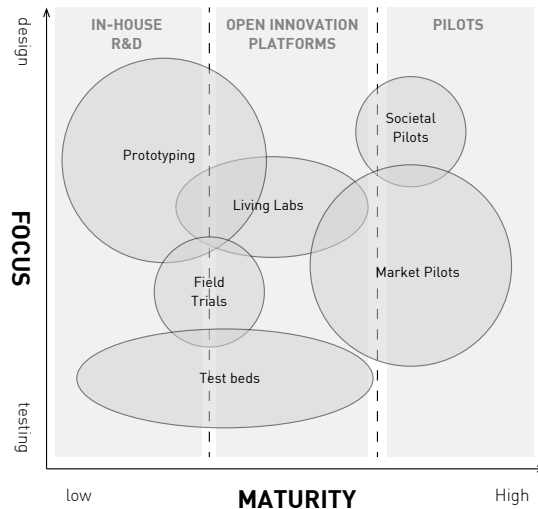 IN-HOUSE
R&D
OPEN INNOVATION
PLATFORMS
PILOTS
design
Societal
Pilots
Prototyping
Living Labs
FOCUS
Market Pilots
Field
Trials
Test beds
testing
low
MATURITY
High